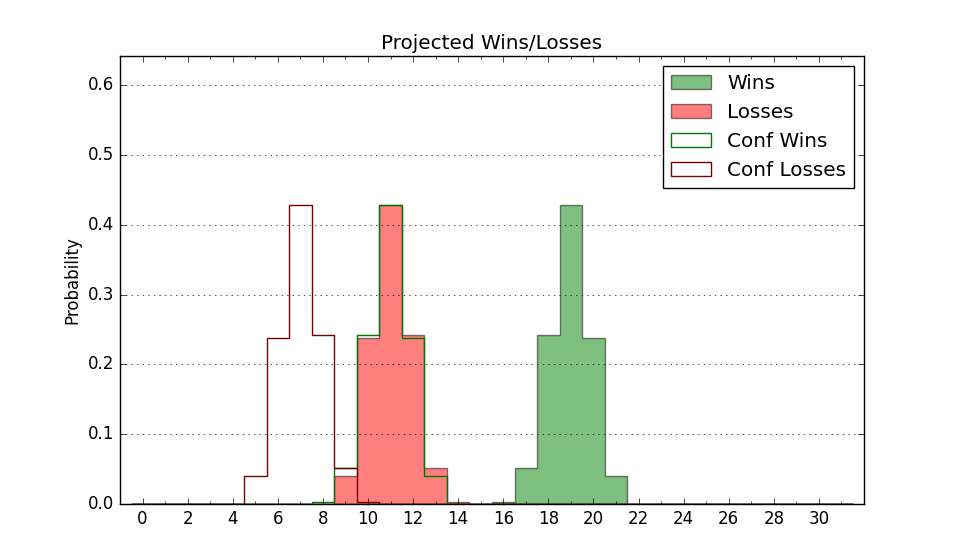 Projected Wins/Losses
Wins
Losses
Conf Wins
Conf Losses
Probability
0.6
0.5
0.4
0.3
0.2
0.1
0.0
0 2 4 6 8 10 12 14 16 18 20 22 24 26 28 30